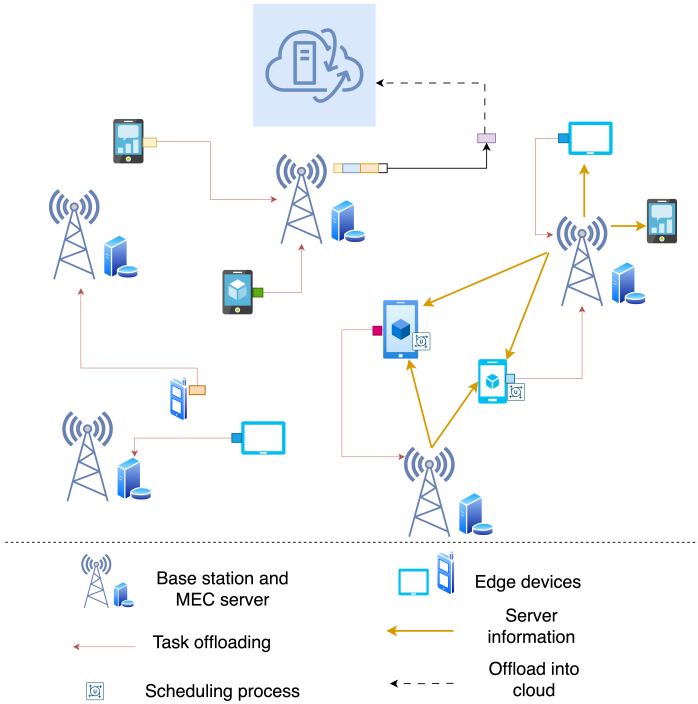 Base station and
MEC server
Edge devices
Task offloading
Server
information
Scheduling process
Offload into
cloud